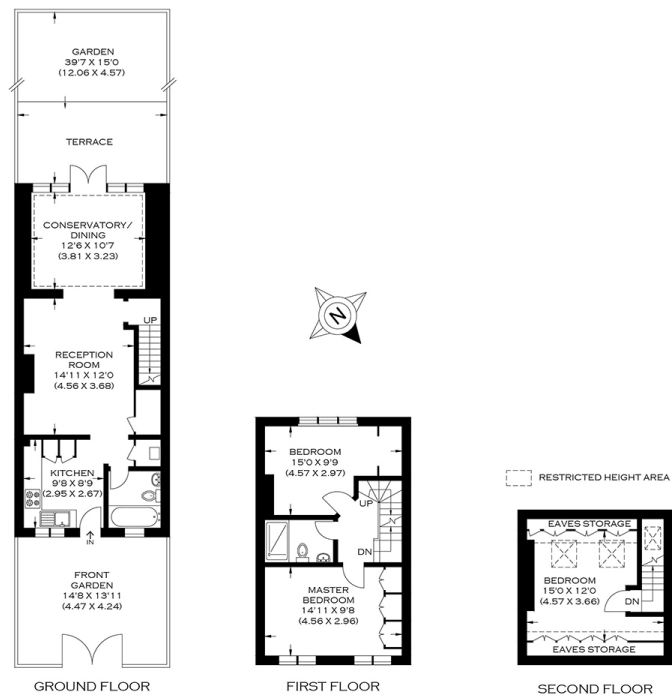 GARDEN
39'7 X 15'0
(12.06 X 4.57)
TERRACE
CONSERVATORY/
DINING
12'6 X 10'7
(3.81 X 3.23)
UP
RECEPTION
ROOM
14'11 X 12'0
(4.56 X 3.68)
KITCHEN
9'8 X 8'9
(2.95 X 2.67)
IN
FRONT
GARDEN
14'8 X 13'11
(4.47 X 4.24)
GROUND FLOOR
N
BEDROOM
15'0 X 9'9
(4.57 X 2.97)
UP
DN
MASTER
BEDROOM
14'11 X 9'8
(4.56 X 2.96)
FIRST FLOOR
RESTRICTED HEIGHT AREA
EAVES STORAGE
BEDROOM
15'0 X 12'0
(4.57 X 3.66)
DN
EAVES STORAGE
SECOND FLOOR